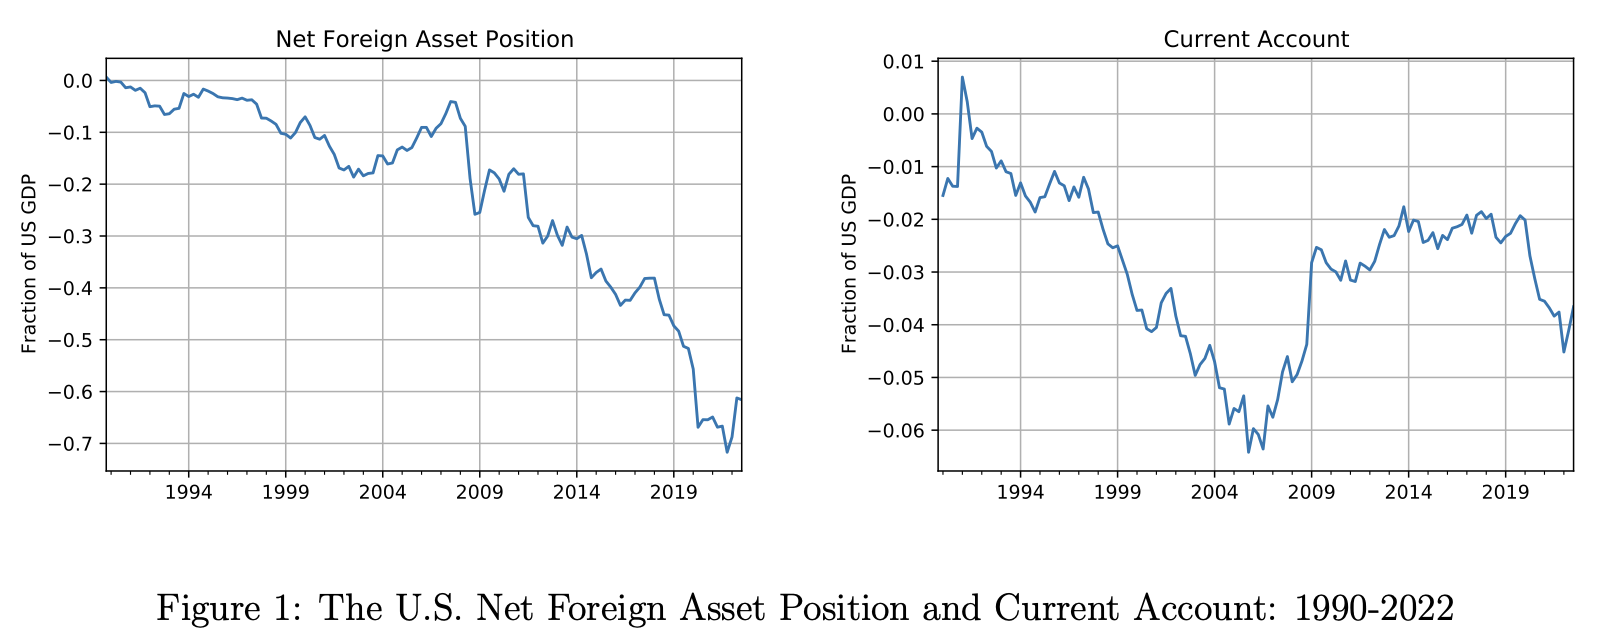 Net Foreign Asset Position
Fraction of US GDP
0.0
−0.1
−0.2
−0.3
−0.4
−0.5
−0.6
−0.7
1994 1999 2004 2009 2014 2019
Current Account
Fraction of US GDP
0.01
0.00
−0.01
−0.02
−0.03
−0.04
−0.05
−0.06
1994 1999 2004 2009 2014 2019
Figure 1: The U.S. Net Foreign Asset Position and Current Account: 1990-2022